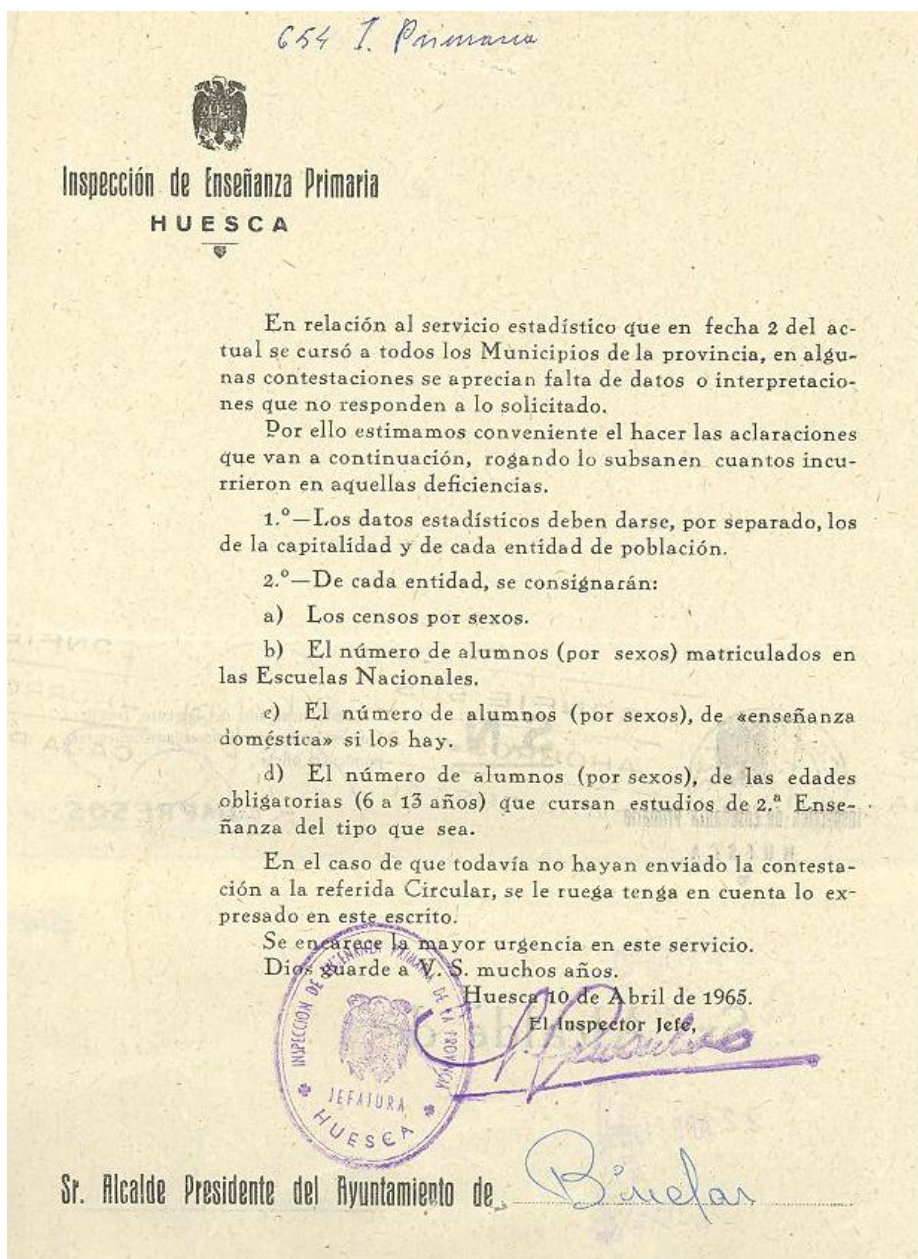 654 I. Primaria
Inspección de Enseñanza Primaria
HUESCA
En relación al servicio estadístico que en fecha 2 del ac-
tual se cursó a todos los Municipios de la provincia, en algu-
nas contestaciones se aprecian falta de datos o interpretacio-
nes que no responden a lo solicitado.
Por ello estimamos conveniente el hacer las aclaraciones
que van a continuación, rogando lo subsanen cuantos incu-
rrieron en aquellas deficiencias.
1.º—Los datos estadísticos deben darse, por separado, los
de la capitalidad y de cada entidad de población.
2.º—De cada entidad, se consignarán:
a) Los censos por sexos.
b) El número de alumnos (por sexos) matriculados en
las Escuelas Nacionales.
c) El número de alumnos (por sexos), de «enseñanza
doméstica» si los hay.
d) El número de alumnos (por sexos), de las edades
obligatorias (6 a 13 años) que cursan estudios de 2.ª Ense-
ñanza del tipo que sea.
En el caso de que todavía no hayan enviado la contesta-
ción a la referida Circular, se le ruega tenga en cuenta lo ex-
presado en este escrito.
Se encarece la mayor urgencia en este servicio.
Dios guarde a V. S. muchos años.
Huesca 10 de Abril de 1965.
El Inspector Jefe,
INSPECCION DE ENSEÑANZA PRIMARIA DE LA PROVINCIA
JEFATURA
HUESCA
Sr. Alcalde Presidente del Ayuntamiento de Binefar